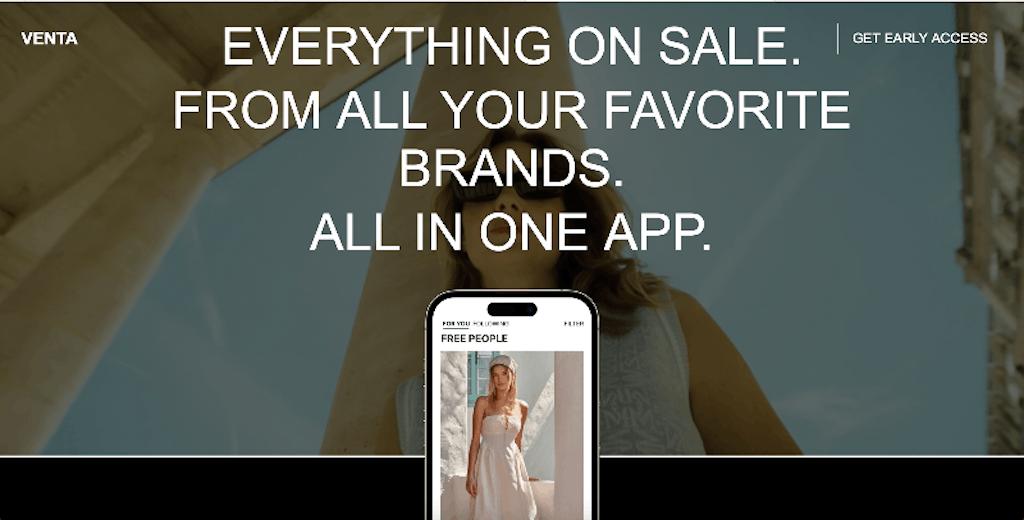 VENTA
GET EARLY ACCESS
EVERYTHING ON SALE.
FROM ALL YOUR FAVORITE
BRANDS.
ALL IN ONE APP.
FOR YOU FOLLOWING
FILTER
FREE PEOPLE